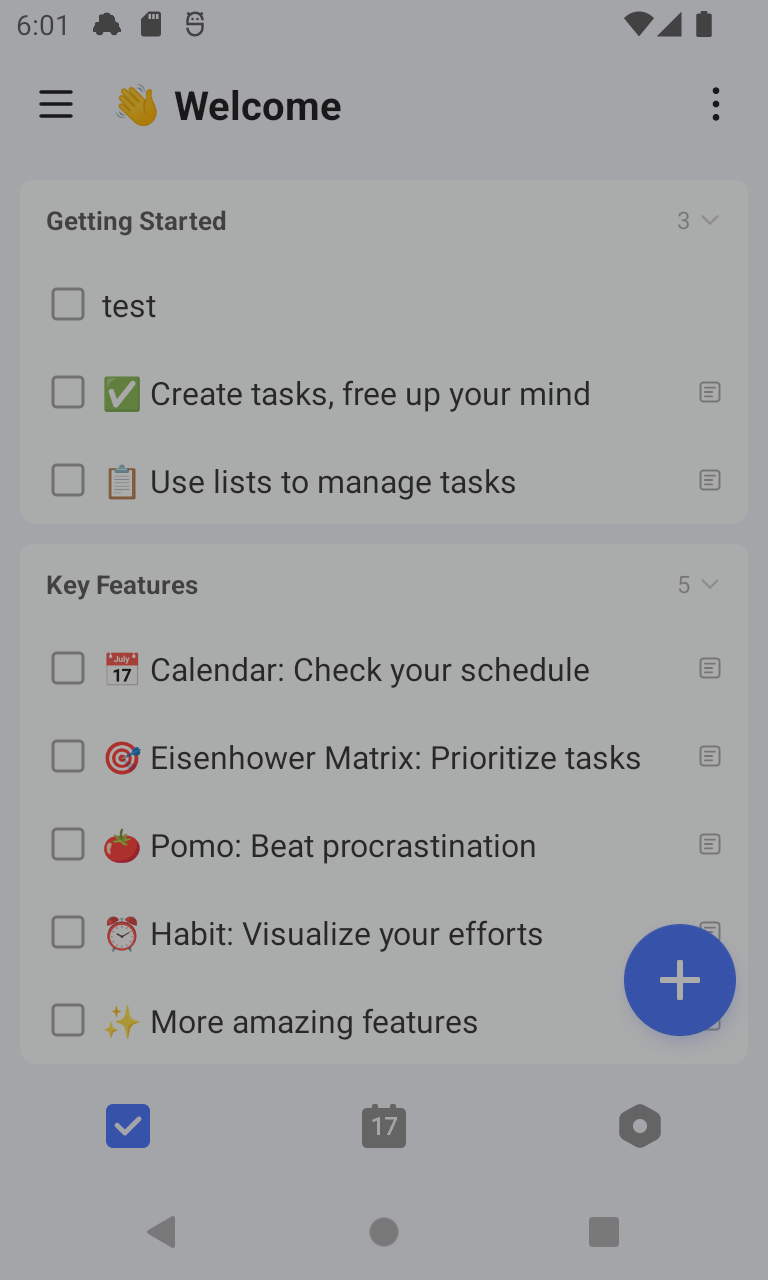 6:01
Welcome
Getting Started 3
test
Create tasks, free up your mind
Use lists to manage tasks
Key Features 5
July
17
Calendar: Check your schedule
Eisenhower Matrix: Prioritize tasks
Pomo: Beat procrastination
Habit: Visualize your efforts
More amazing features
17